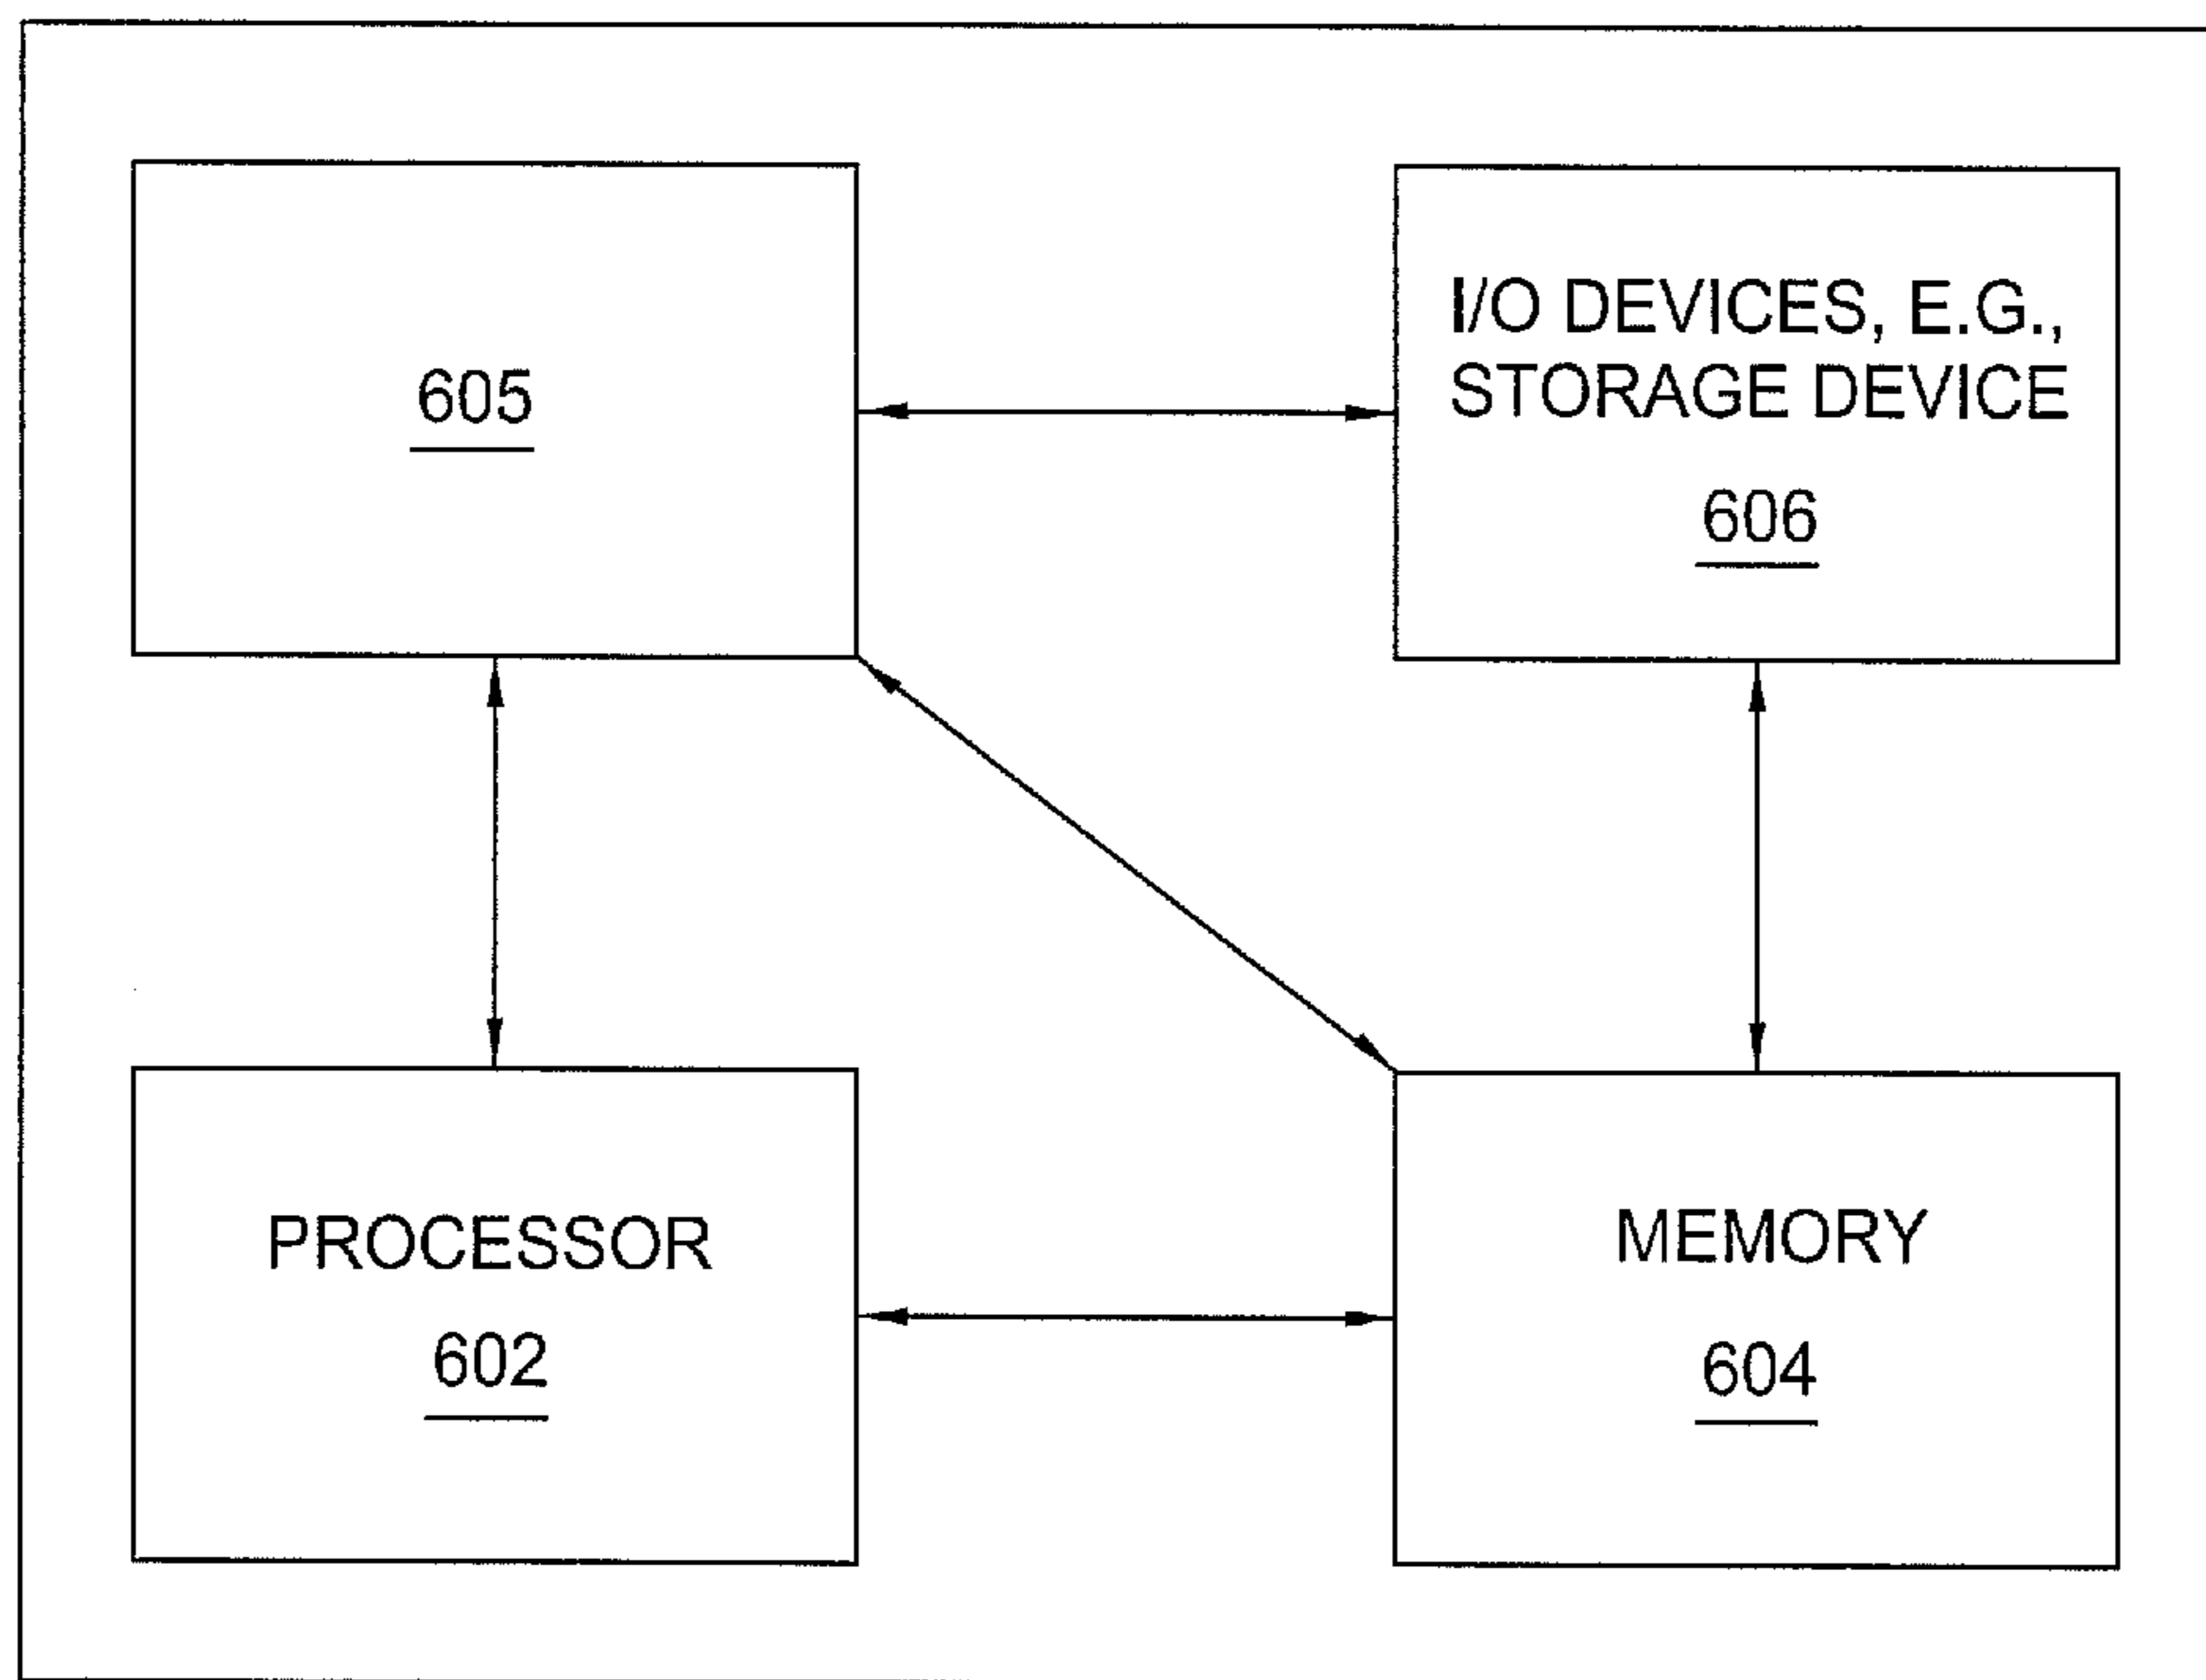 605
I/O DEVICES, E.G.,
STORAGE DEVICE
606
PROCESSOR
602
MEMORY
604